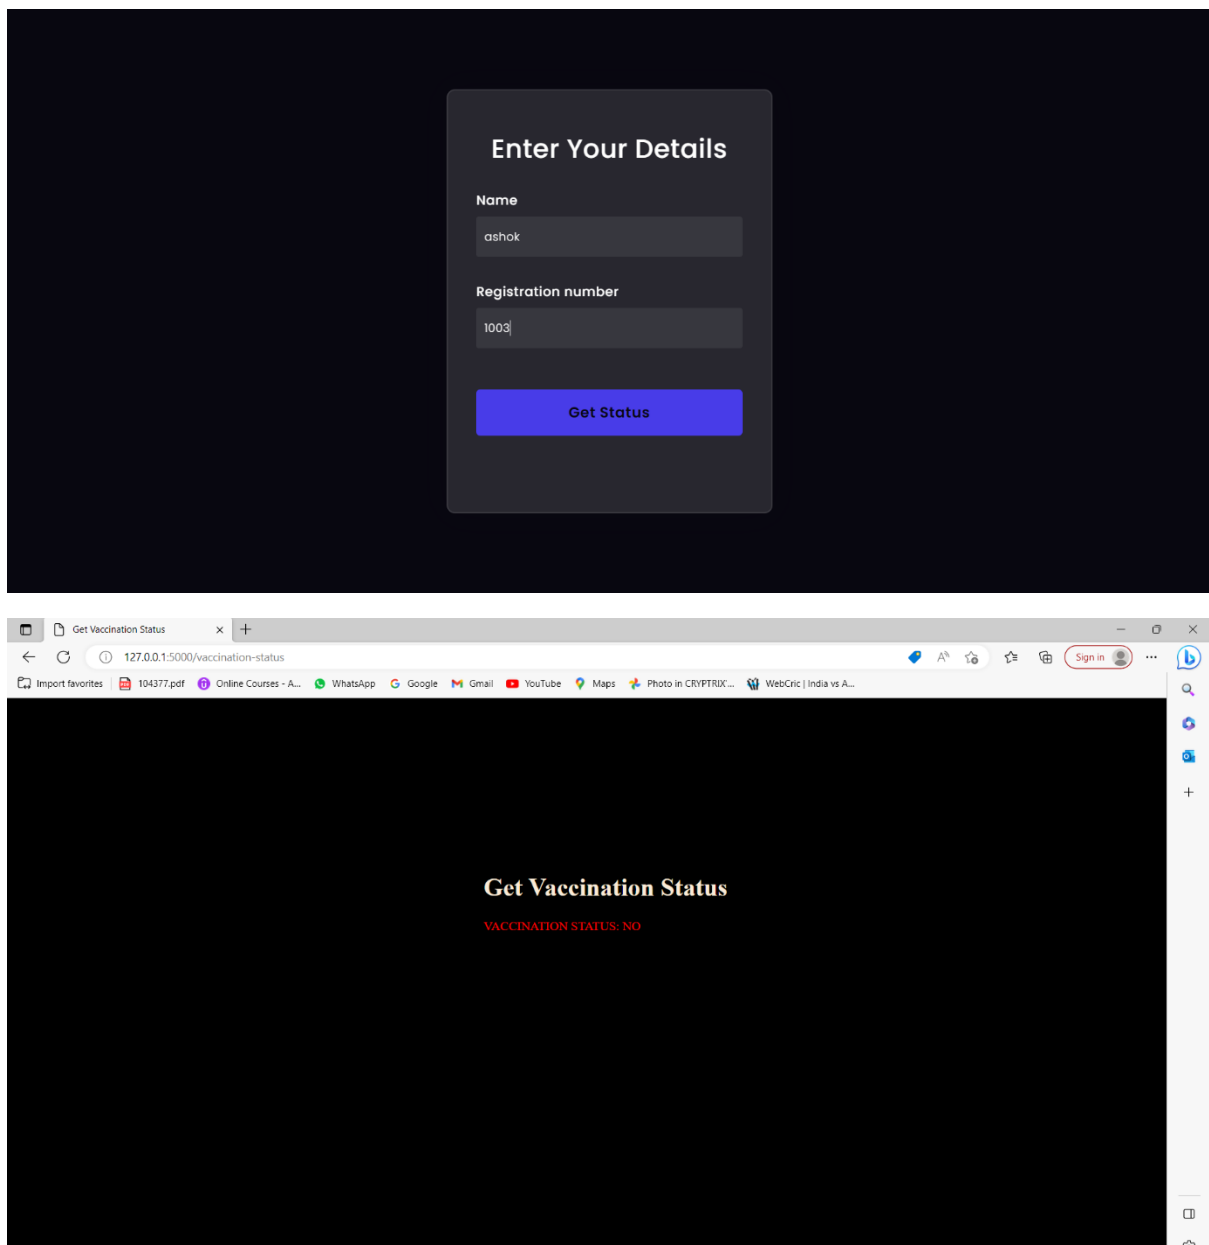 Enter Your Details
Name
ashok
Registration number
1003
Get Status
Get Vaccination Status
127.0.0.1:5000/vaccination-status
Sign in
Import favorites 104377.pdf Online Courses - A... WhatsApp Google Gmail YouTube Maps Photo in CRYPTRIX'... WebCric | India vs A...
Get Vaccination Status
VACCINATION STATUS: NO